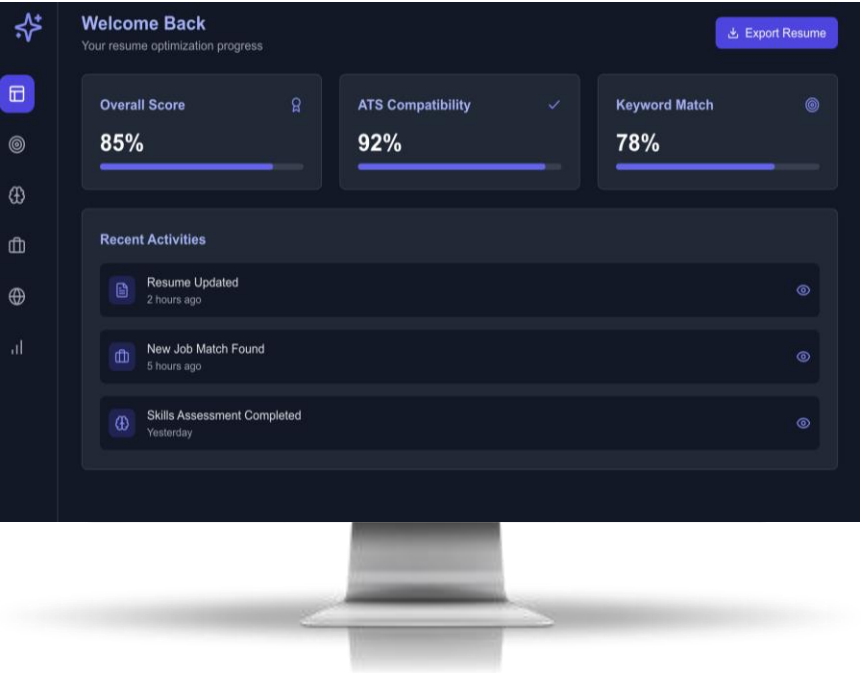 Welcome Back
Your resume optimization progress
Export Resume
Overall Score
85%
ATS Compatibility
92%
Keyword Match
78%
Recent Activities
Resume Updated
2 hours ago
New Job Match Found
5 hours ago
Skills Assessment Completed
Yesterday